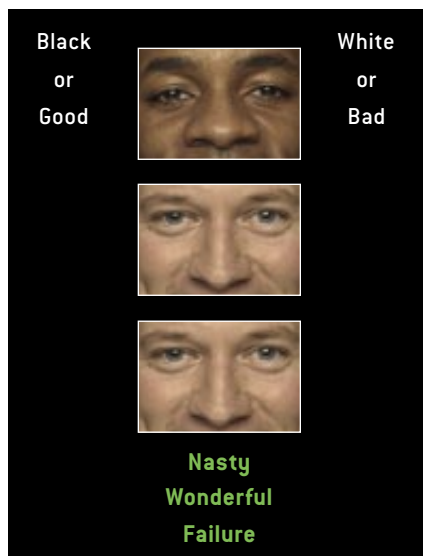 Black
or
Good
White
or
Bad
Nasty
Wonderful
Failure